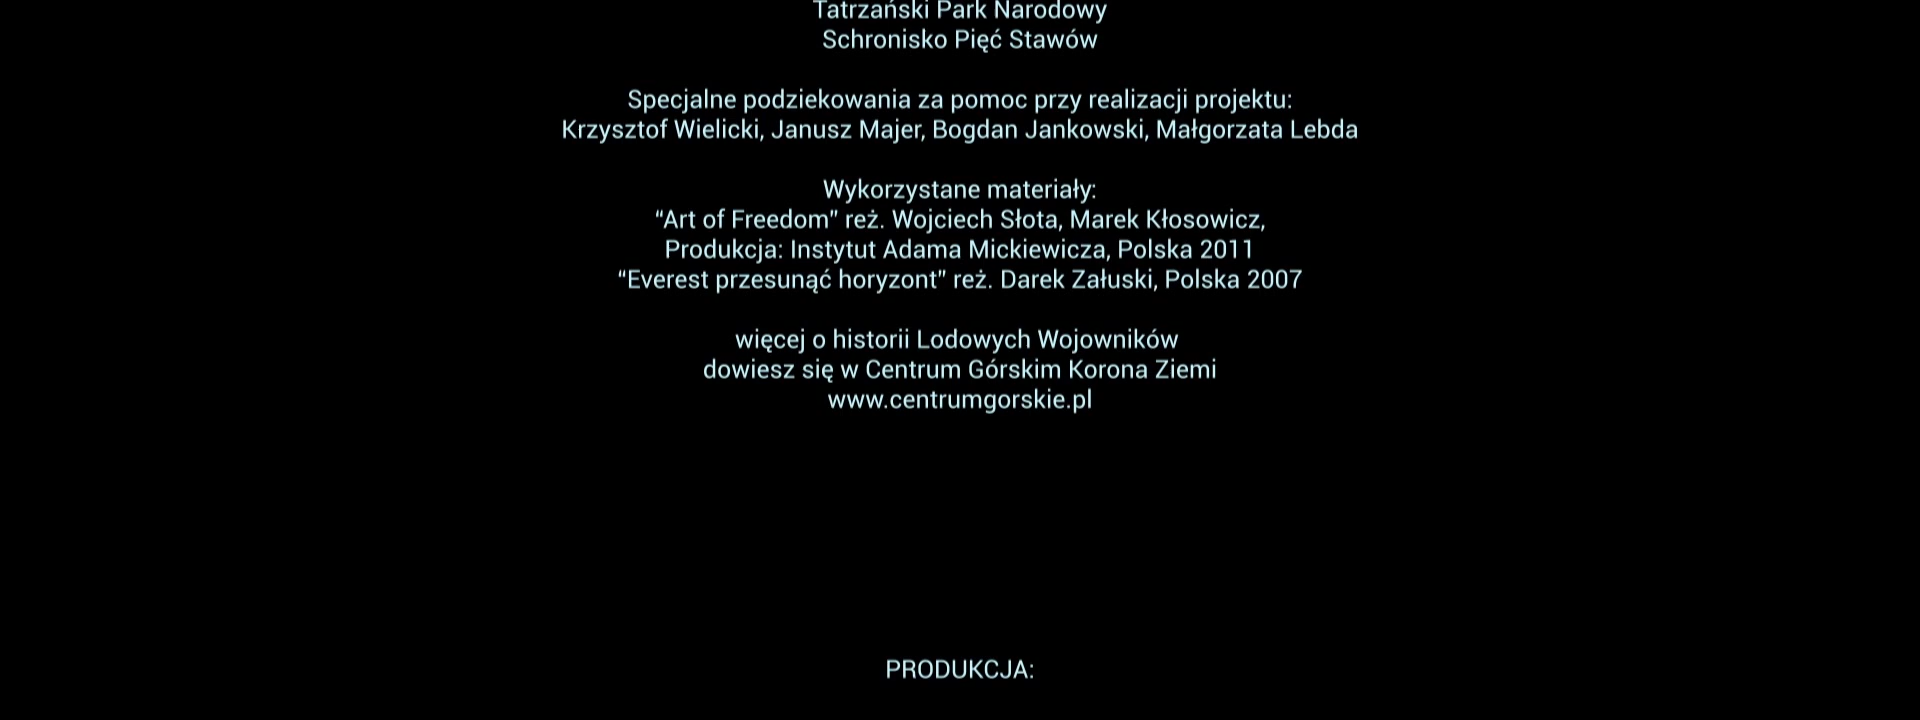 Tatrzański Park Narodowy
Schronisko Pięć Stawów
Specjalne podziekowania za pomoc przy realizacji projektu:
Krzysztof Wielicki, Janusz Majer, Bogdan Jankowski, Małgorzata Lebda
Wykorzystane materiały:
“Art of Freedom” reż. Wojciech Słota, Marek Kłosowicz,
Produkcja: Instytut Adama Mickiewicza, Polska 2011
“Everest przesunąć horyzont” reż. Darek Załuski, Polska 2007
więcej o historii Lodowych Wojowników
dowiesz się w Centrum Górskim Korona Ziemi
www.centrumgorskie.pl
PRODUKCJA: